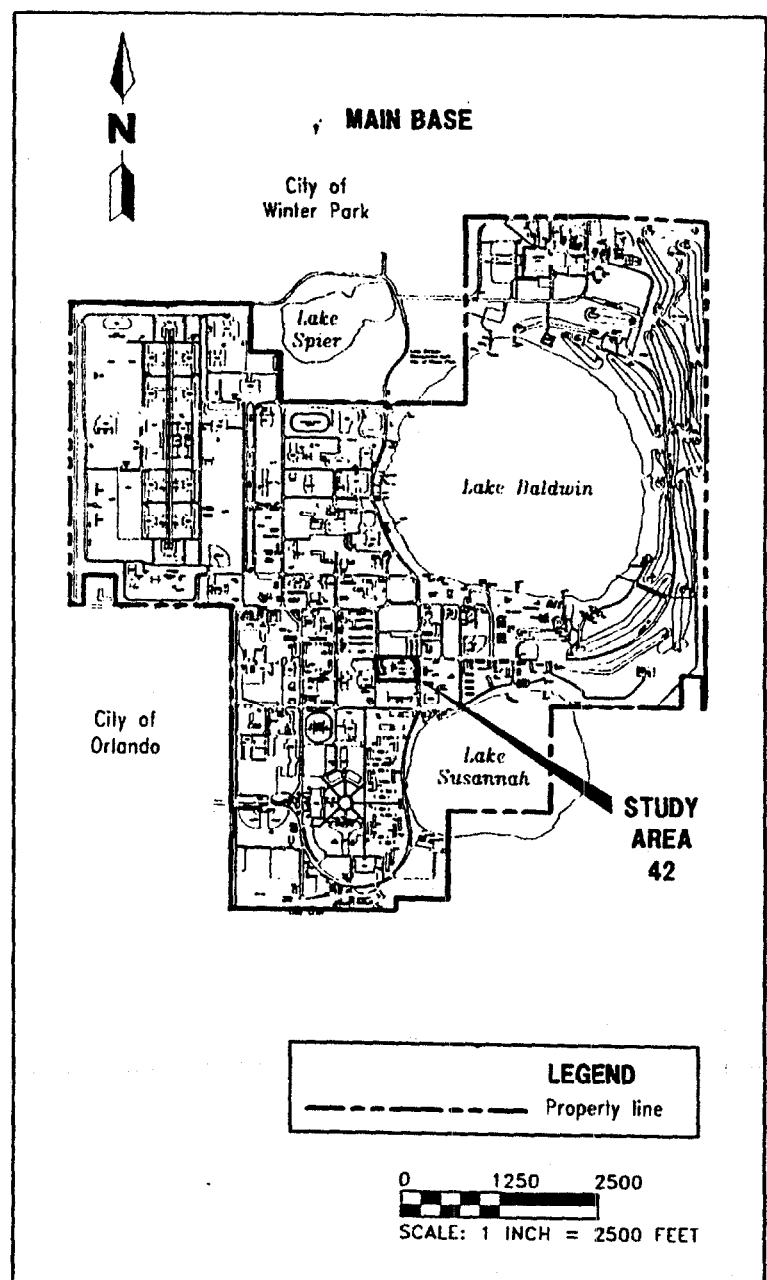 MAIN BASE
N
City of
Winter Park
Lake
Spier
Lake Baldwin
City of
Orlando
Lake
Susannah
STUDY
AREA
42
LEGEND
Property line
0 1250 2500
SCALE: 1 INCH = 2500 FEET